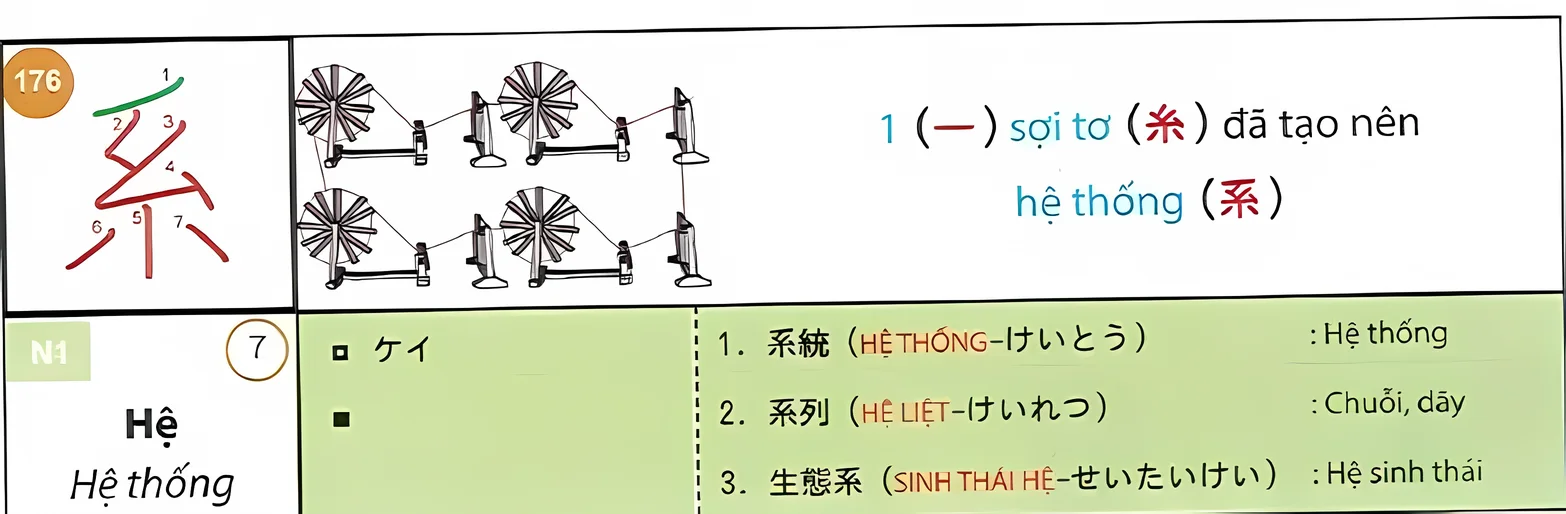 176
1
2
3
4
5
6
7
1 (一) sợi tơ (糸) đã tạo nên
hệ thống (系)
N1
7
Hệ
Hệ thống
ケイ
1. 系統 (HỆ THỐNG-けいとう) : Hệ thống
2. 系列 (HỆ LIỆT-けいれつ) : Chuỗi, dãy
3. 生態系 (SINH THÁI HỆ-せいたいけい) : Hệ sinh thái